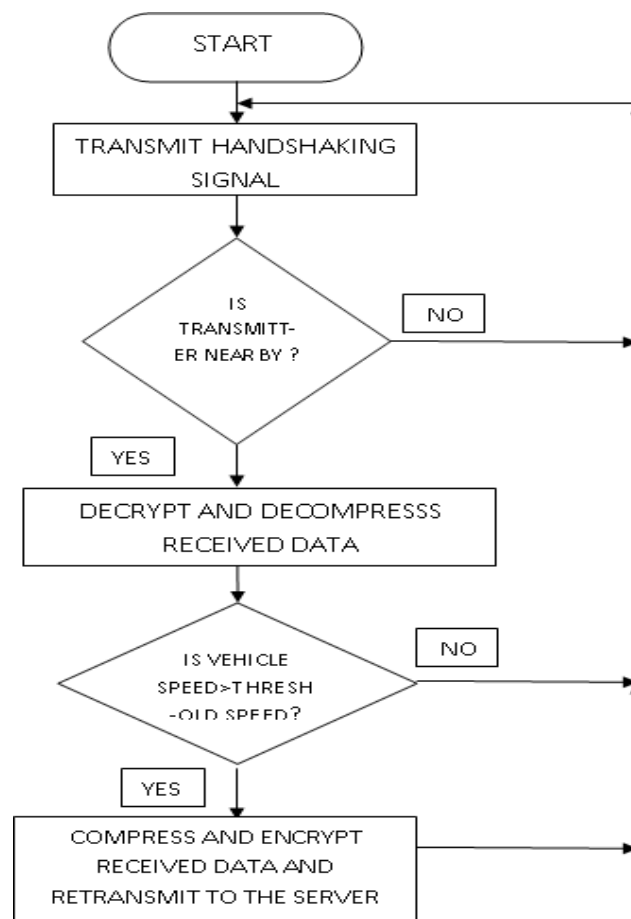 START
TRANSMIT HANDSHAKING
SIGNAL
IS
TRANSMITT-
ER NEAR BY ?
NO
YES
DECRYPT AND DECOMPRESSS
RECEIVED DATA
IS VEHICLE
SPEED>THRESH
-OLD SPEED?
NO
YES
COMPRESS AND ENCRYPT
RECEIVED DATA AND
RETRANSMIT TO THE SERVER